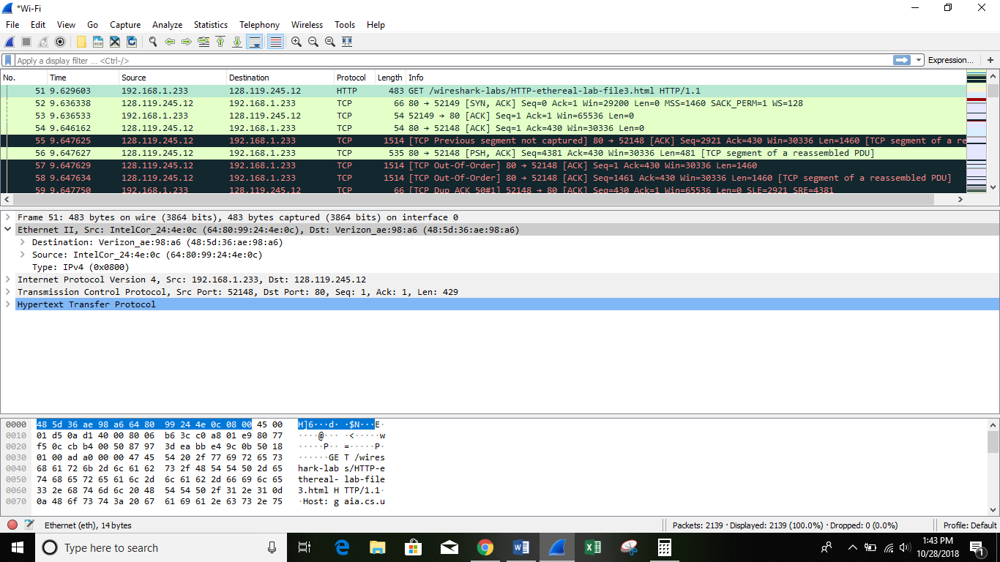 *Wi-Fi
File Edit View Go Capture Analyze Statistics Telephony Wireless Tools Help
Apply a display filter ... <Ctrl-/> Expression... +
No. Time Source Destination Protocol Length Info
51 9.629603 192.168.1.233 128.119.245.12 HTTP 483 GET /wireshark-labs/HTTP-ethereal-lab-file3.html HTTP/1.1
52 9.636338 128.119.245.12 192.168.1.233 TCP 66 80 → 52149 [SYN, ACK] Seq=0 Ack=1 Win=29200 Len=0 MSS=1460 SACK_PERM=1 WS=128
53 9.636533 192.168.1.233 128.119.245.12 TCP 54 52149 → 80 [ACK] Seq=1 Ack=1 Win=65536 Len=0
54 9.646162 128.119.245.12 192.168.1.233 TCP 54 80 → 52148 [ACK] Seq=1 Ack=430 Win=30336 Len=0
55 9.647625 128.119.245.12 192.168.1.233 TCP 1514 [TCP Previous segment not captured] 80 → 52148 [ACK] Seq=2921 Ack=430 Win=30336 Len=1460 [TCP segment of a re
56 9.647627 128.119.245.12 192.168.1.233 TCP 535 80 → 52148 [PSH, ACK] Seq=4381 Ack=430 Win=30336 Len=481 [TCP segment of a reassembled PDU]
57 9.647629 128.119.245.12 192.168.1.233 TCP 1514 [TCP Out-Of-Order] 80 → 52148 [ACK] Seq=1 Ack=430 Win=30336 Len=1460
58 9.647634 128.119.245.12 192.168.1.233 TCP 1514 [TCP Out-Of-Order] 80 → 52148 [ACK] Seq=1461 Ack=430 Win=30336 Len=1460 [TCP segment of a reassembled PDU]
59 9.647750 192.168.1.233 128.119.245.12 TCP 66 [TCP Dup ACK 50#1] 52148 → 80 [ACK] Seq=430 Ack=1 Win=65536 Len=0 SLE=2921 SRE=4381
Frame 51: 483 bytes on wire (3864 bits), 483 bytes captured (3864 bits) on interface 0
Ethernet II, Src: IntelCor_24:4e:0c (64:80:99:24:4e:0c), Dst: Verizon_ae:98:a6 (48:5d:36:ae:98:a6)
Destination: Verizon_ae:98:a6 (48:5d:36:ae:98:a6)
Source: IntelCor_24:4e:0c (64:80:99:24:4e:0c)
Type: IPv4 (0x0800)
Internet Protocol Version 4, Src: 192.168.1.233, Dst: 128.119.245.12
Transmission Control Protocol, Src Port: 52148, Dst Port: 80, Seq: 1, Ack: 1, Len: 429
Hypertext Transfer Protocol
0000 48 5d 36 ae 98 a6 64 80 99 24 4e 0c 08 00 45 00 H]6···d· ·$N···E·
0010 01 d5 0a d1 40 00 80 06 b6 3c c0 a8 01 e9 80 77 ····@··· ·<·····w
0020 f5 0c cb b4 00 50 87 97 3d ea bb e4 9c 0b 50 18 ·····P·· =·····P·
0030 01 00 ad a0 00 00 47 45 54 20 2f 77 69 72 65 73 ······GE T /wires
0040 68 61 72 6b 2d 6c 61 62 73 2f 48 54 54 50 2d 65 hark-lab s/HTTP-e
0050 74 68 65 72 65 61 6c 2d 6c 61 62 2d 66 69 6c 65 thereal- lab-file
0060 33 2e 68 74 6d 6c 20 48 54 54 50 2f 31 2e 31 0d 3.html H TTP/1.1·
0070 0a 48 6f 73 74 3a 20 67 61 69 61 2e 63 73 2e 75 ·Host: g aia.cs.u
Ethernet (eth), 14 bytes Packets: 2139 · Displayed: 2139 (100.0%) · Dropped: 0 (0.0%) Profile: Default
Type here to search
1:43 PM
10/28/2018
1